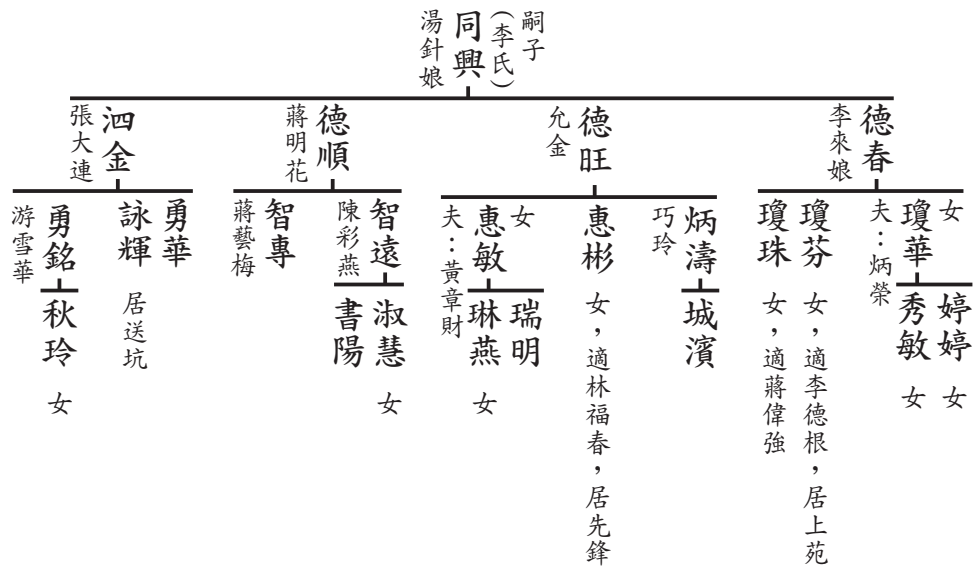 嗣子
(李氏)
同興
湯針娘
德春
李來娘
德旺
允金
德順
蔣明花
泗金
張大連
女
瓊華
夫：炳榮
瓊芬 女，適李德根，居上苑
瓊珠 女，適蔣偉強
炳濤
巧玲
惠彬 女，適林福春，居先鋒
女
惠敏
夫：黃章財
智遠
陳彩燕
智專
蔣藝梅
勇華
詠輝 居送坑
勇銘
游雪華
婷婷 女
秀敏 女
城濱
瑞明
琳燕 女
淑慧 女
書陽
秋玲 女